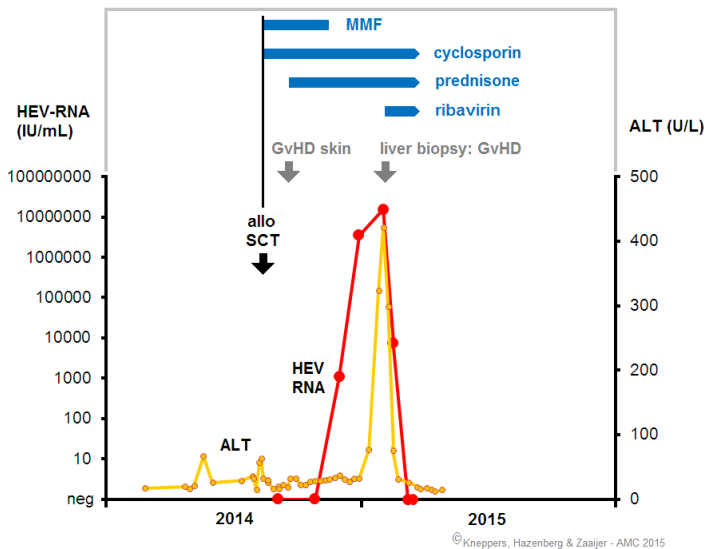 MMF
cyclosporin
prednisone
ribavirin
HEV-RNA
(IU/mL)
ALT (U/L)
GvHD skin
liver biopsy: GvHD
100000000
10000000
1000000
100000
10000
1000
100
10
neg
500
400
300
200
100
0
allo
SCT
HEV
RNA
ALT
2014
2015
©Kneppers, Hazenberg & Zaaijer - AMC 2015